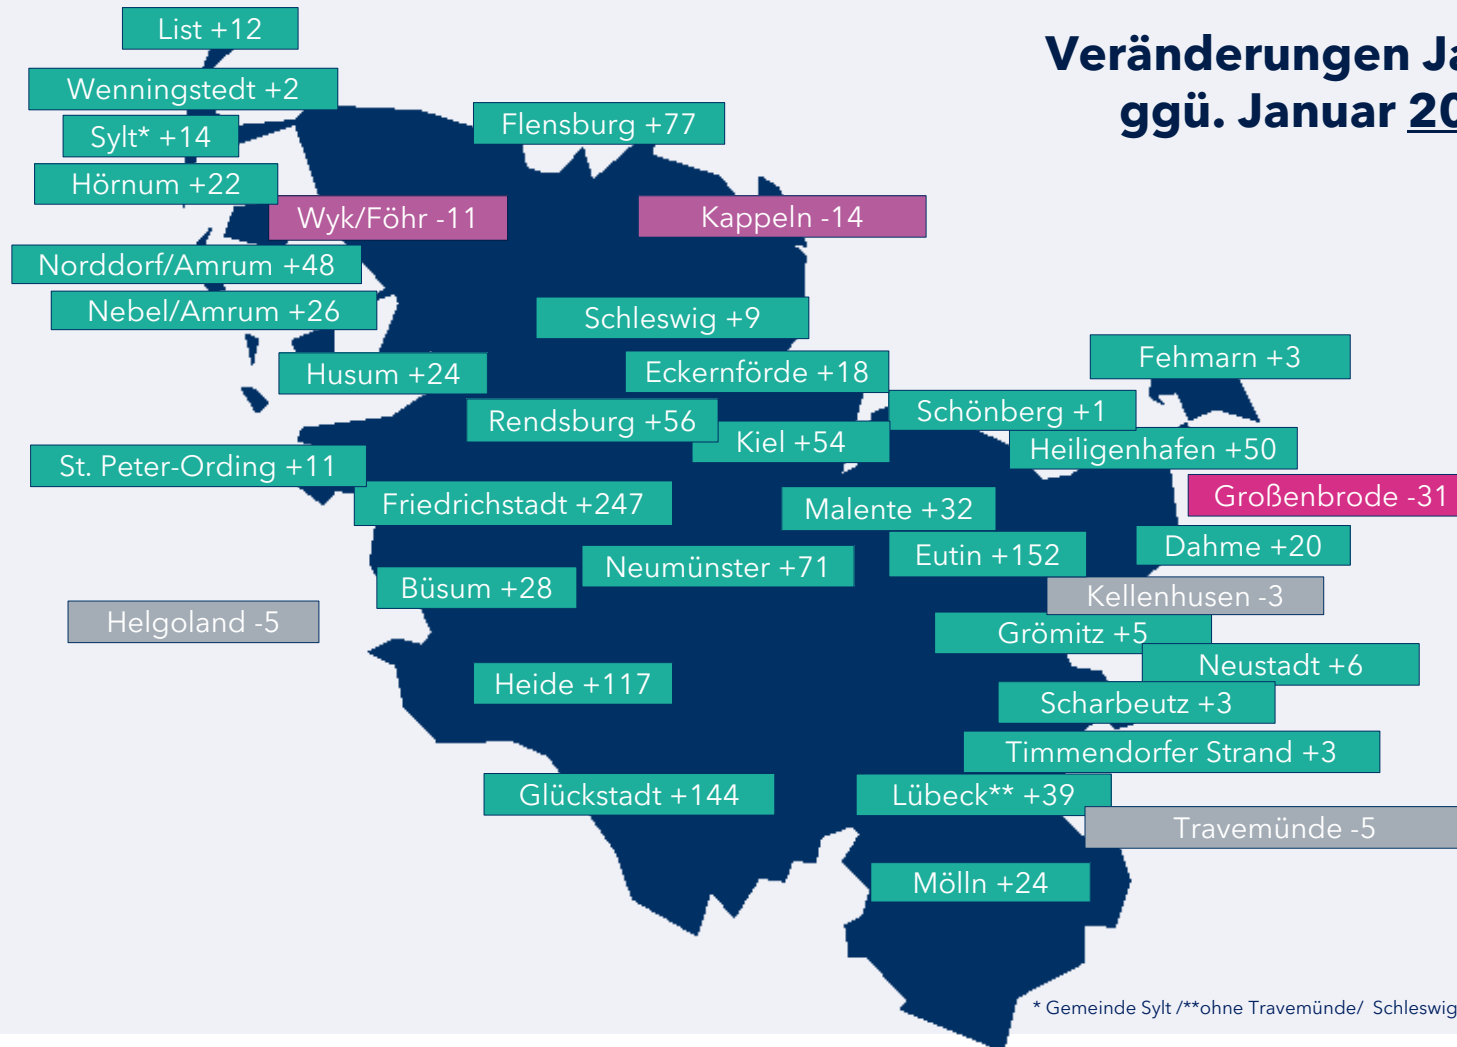 Veränderungen Ja
ggü. Januar 20
List +12
Wenningstedt +2
Sylt* +14
Flensburg +77
Hörnum +22
Wyk/Föhr -11
Kappeln -14
Norddorf/Amrum +48
Nebel/Amrum +26
Schleswig +9
Fehmarn +3
Husum +24
Eckernförde +18
Schönberg +1
Rendsburg +56
Kiel +54
Heiligenhafen +50
St. Peter-Ording +11
Friedrichstadt +247
Malente +32
Großenbrode -31
Eutin +152
Dahme +20
Neumünster +71
Büsum +28
Kellenhusen -3
Helgoland -5
Grömitz +5
Neustadt +6
Heide +117
Scharbeutz +3
Timmendorfer Strand +3
Glückstadt +144
Lübeck** +39
Travemünde -5
Mölln +24
* Gemeinde Sylt /**ohne Travemünde/ Schleswig